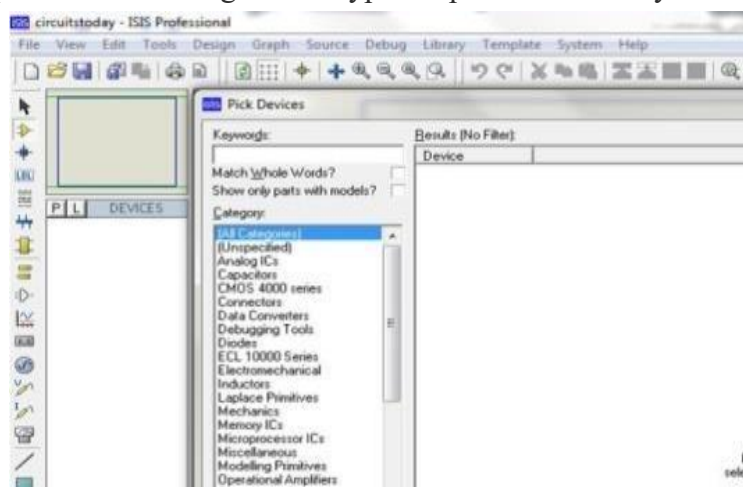 circuitstoday - ISIS Professional
File View Edit Tools Design Graph Source Debug Library Template System Help
Pick Devices
Keywords:
Results (No Filter):
Device
Match Whole Words?
Show only parts with models?
P L DEVICES
Category:
(All Categories)
(Unspecified)
Analog ICs
Capacitors
CMOS 4000 series
Connectors
Data Converters
Debugging Tools
Diodes
ECL 10000 Series
Electromechanical
Inductors
Laplace Primitives
Mechanics
Memory ICs
Microprocessor ICs
Miscellaneous
Modelling Primitives
Operational Amplifiers
sele